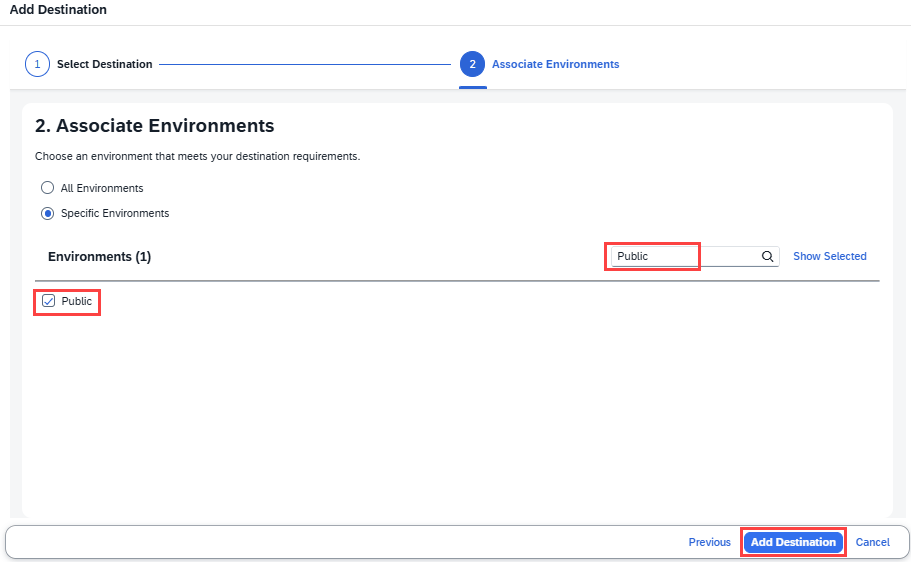 Add Destination
1 Select Destination 2 Associate Environments
2. Associate Environments
Choose an environment that meets your destination requirements.
All Environments
Specific Environments
Environments (1) Public Show Selected
Public
Previous Add Destination Cancel